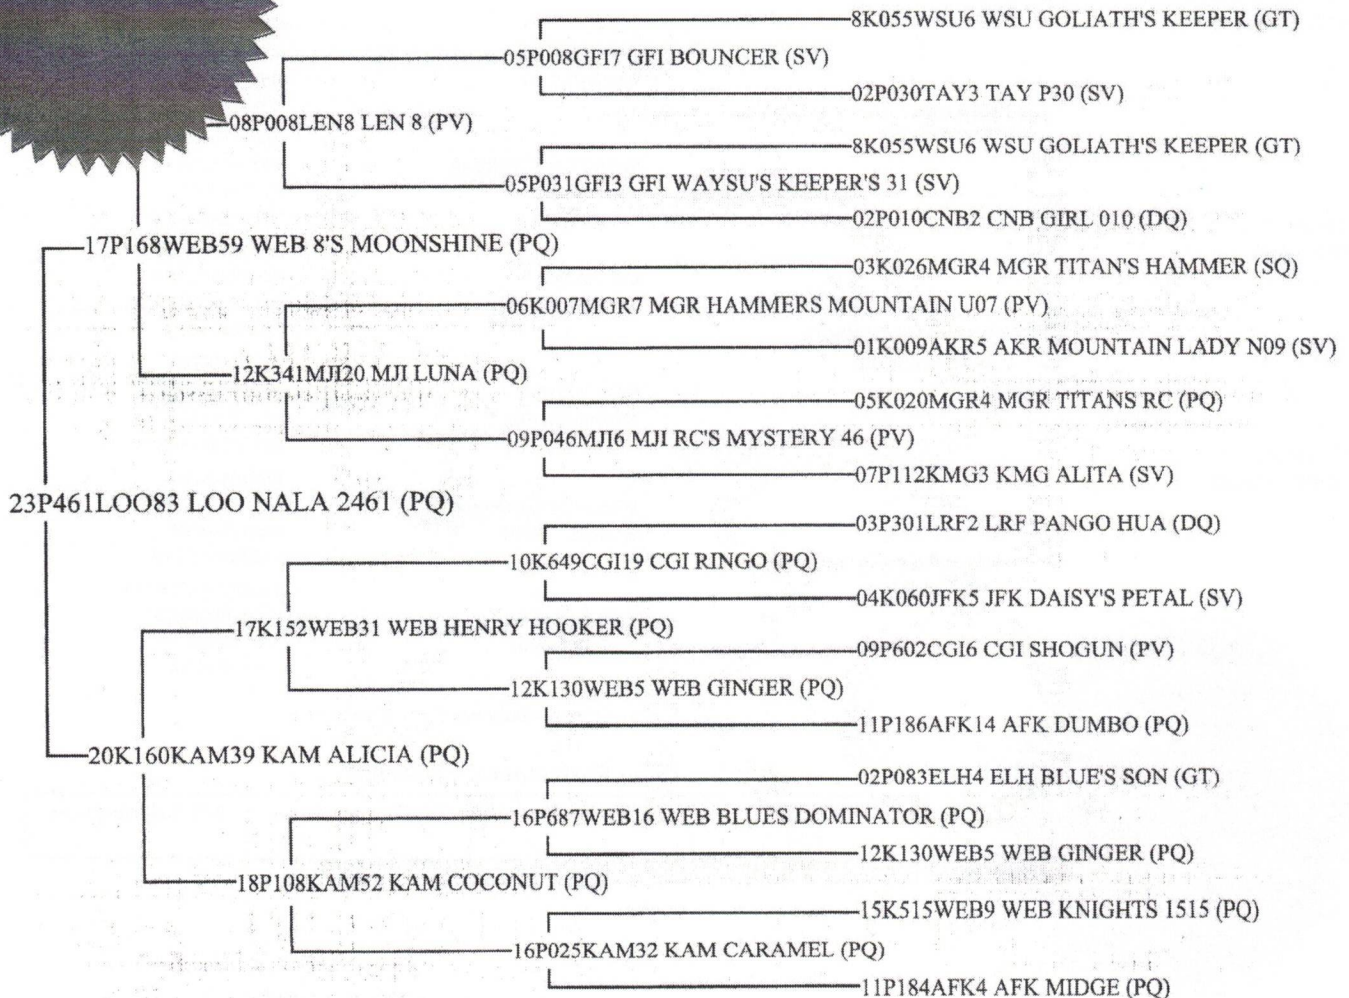 8K055WSU6 WSU GOLIATH'S KEEPER (GT)
05P008GFI7 GFI BOUNCER (SV)
02P030TAY3 TAY P30 (SV)
08P008LEN8 LEN 8 (PV)
8K055WSU6 WSU GOLIATH'S KEEPER (GT)
05P031GFI3 GFI WAYSU'S KEEPER'S 31 (SV)
02P010CNB2 CNB GIRL 010 (DQ)
17P168WEB59 WEB 8'S MOONSHINE (PQ)
03K026MGR4 MGR TITAN'S HAMMER (SQ)
06K007MGR7 MGR HAMMERS MOUNTAIN U07 (PV)
01K009AKR5 AKR MOUNTAIN LADY N09 (SV)
12K341MJI20 MJI LUNA (PQ)
05K020MGR4 MGR TITANS RC (PQ)
09P046MJI6 MJI RC'S MYSTERY 46 (PV)
07P112KMG3 KMG ALITA (SV)
23P461LOO83 LOO NALA 2461 (PQ)
03P301LRF2 LRF PANGO HUA (DQ)
10K649CGI19 CGI RINGO (PQ)
04K060JFK5 JFK DAISY'S PETAL (SV)
17K152WEB31 WEB HENRY HOOKER (PQ)
09P602CGI6 CGI SHOGUN (PV)
12K130WEB5 WEB GINGER (PQ)
11P186AFK14 AFK DUMBO (PQ)
20K160KAM39 KAM ALICIA (PQ)
02P083ELH4 ELH BLUE'S SON (GT)
16P687WEB16 WEB BLUES DOMINATOR (PQ)
12K130WEB5 WEB GINGER (PQ)
18P108KAM52 KAM COCONUT (PQ)
15K515WEB9 WEB KNIGHTS 1515 (PQ)
16P025KAM32 KAM CARAMEL (PQ)
11P184AFK4 AFK MIDGE (PQ)